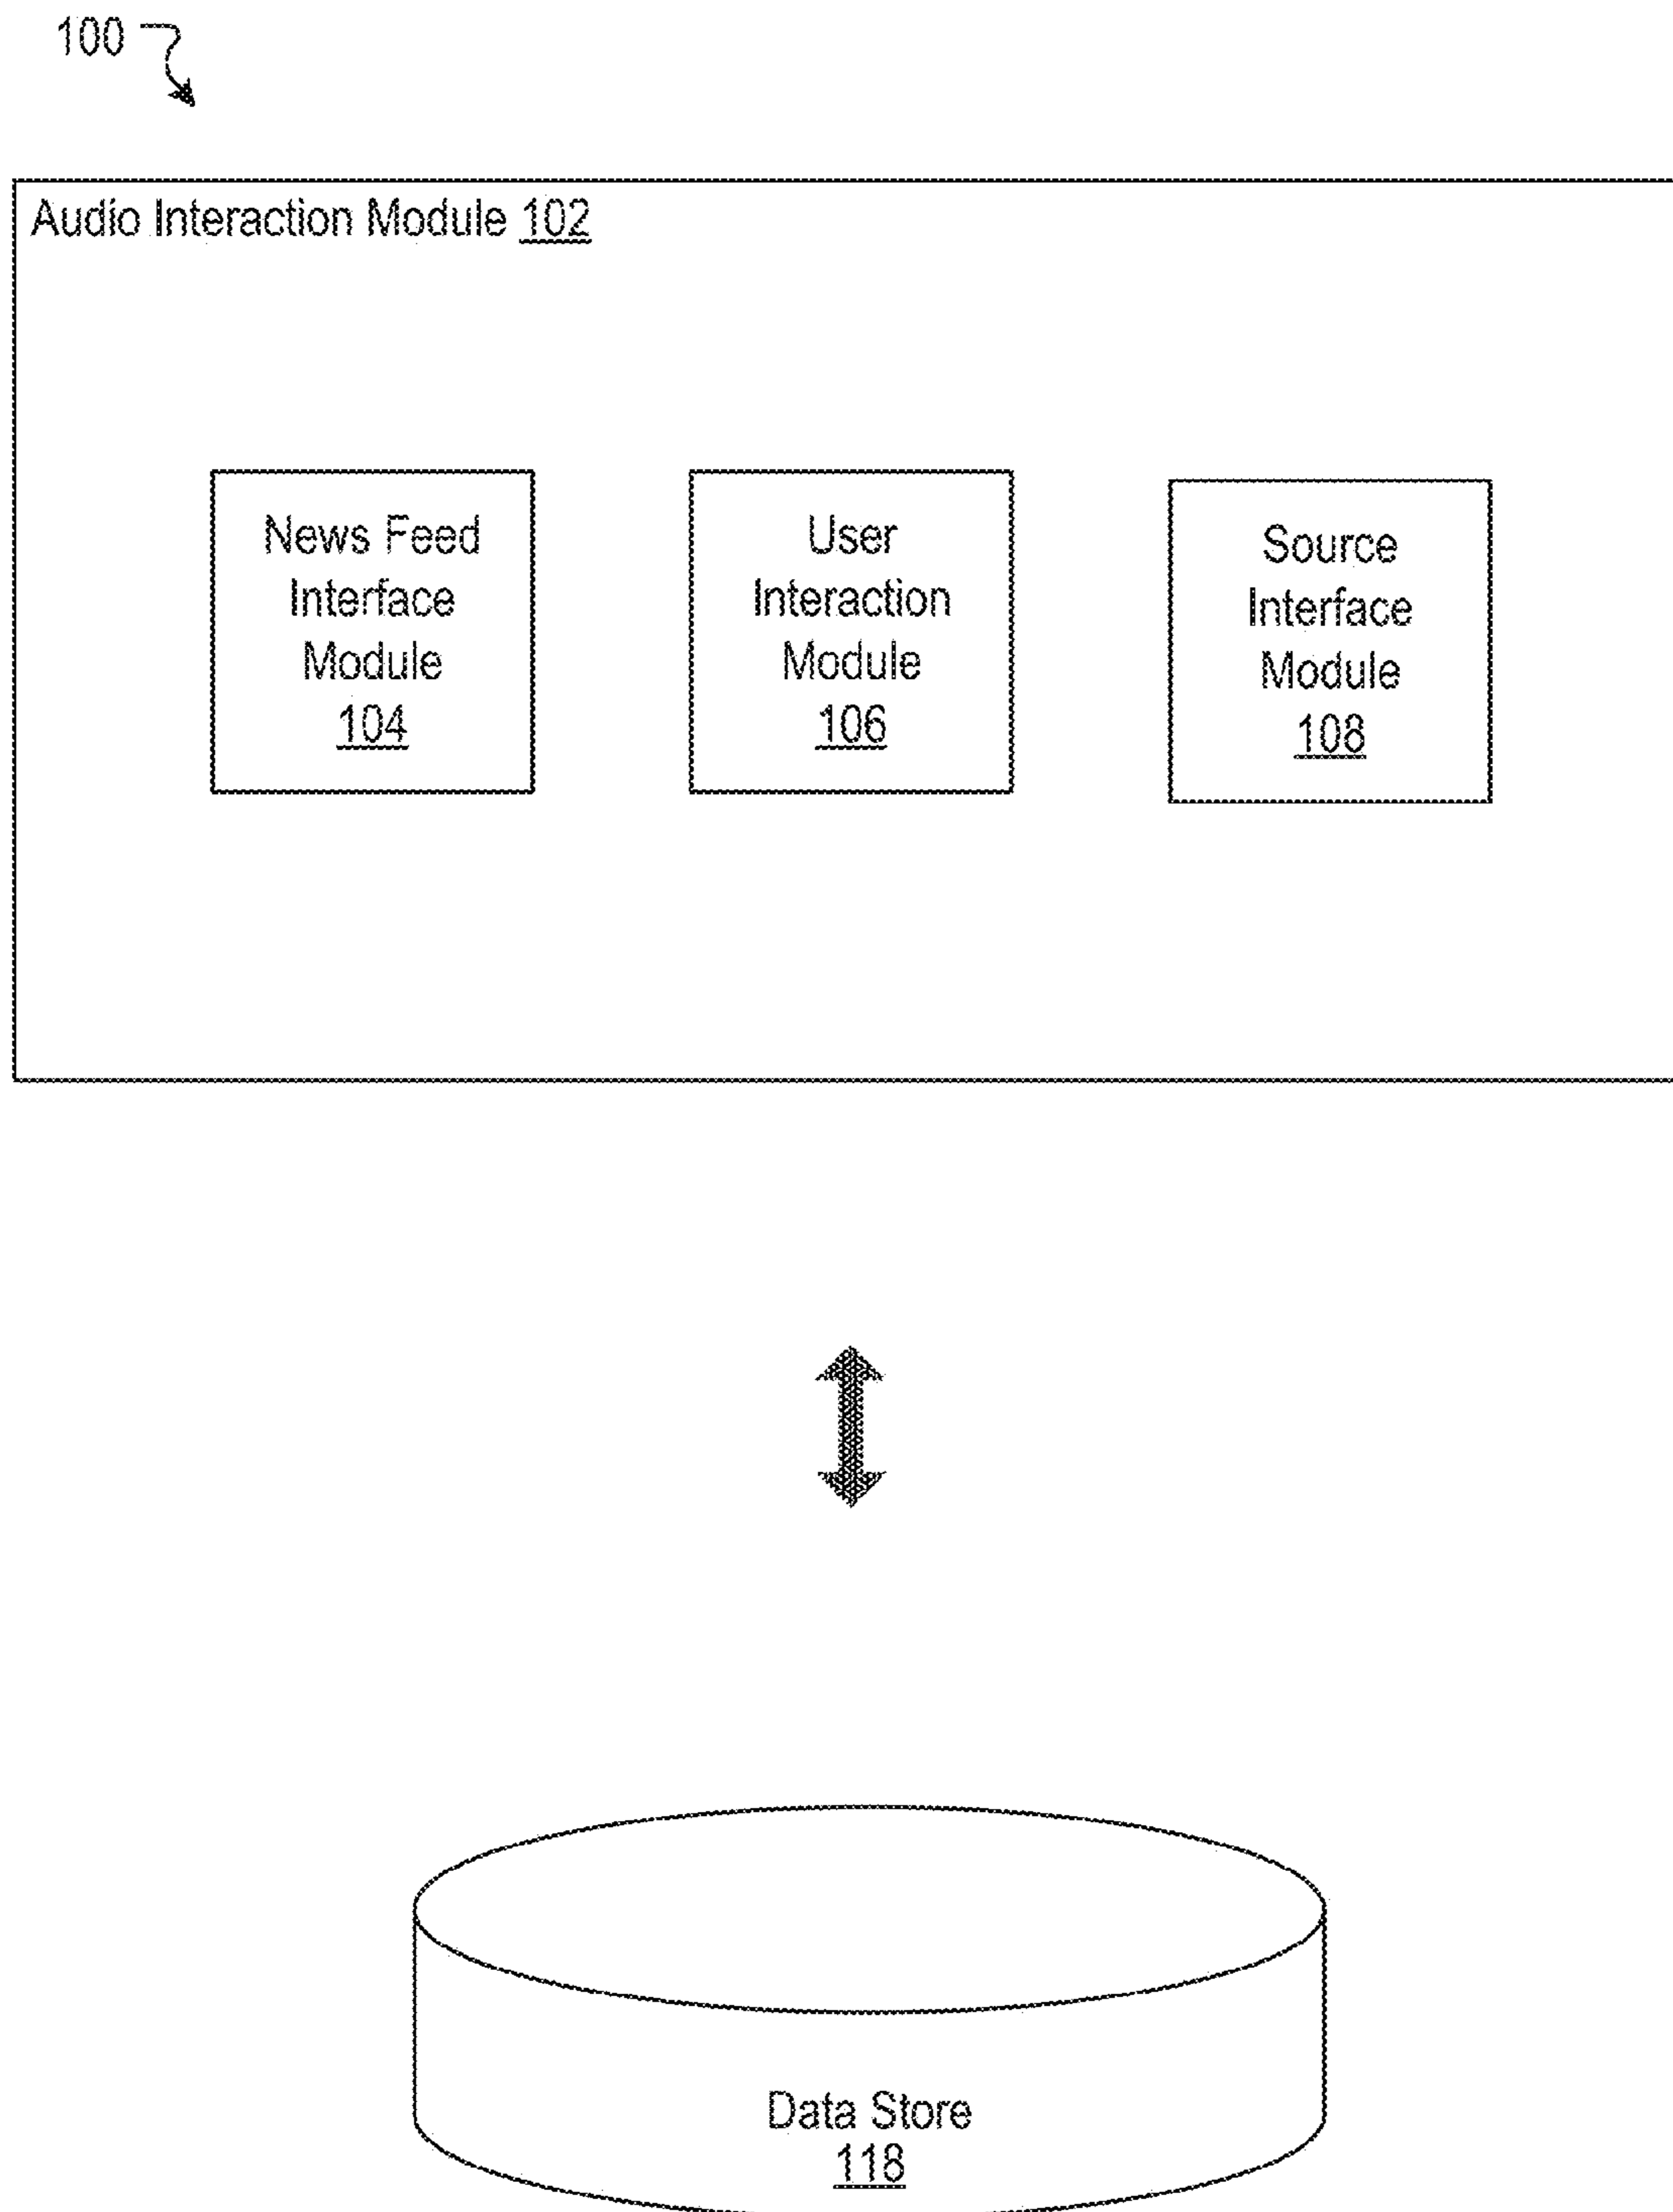 100
Audio Interaction Module 102
News Feed
Interface
Module
104
User
Interaction
Module
106
Source
Interface
Module
108
Data Store
118